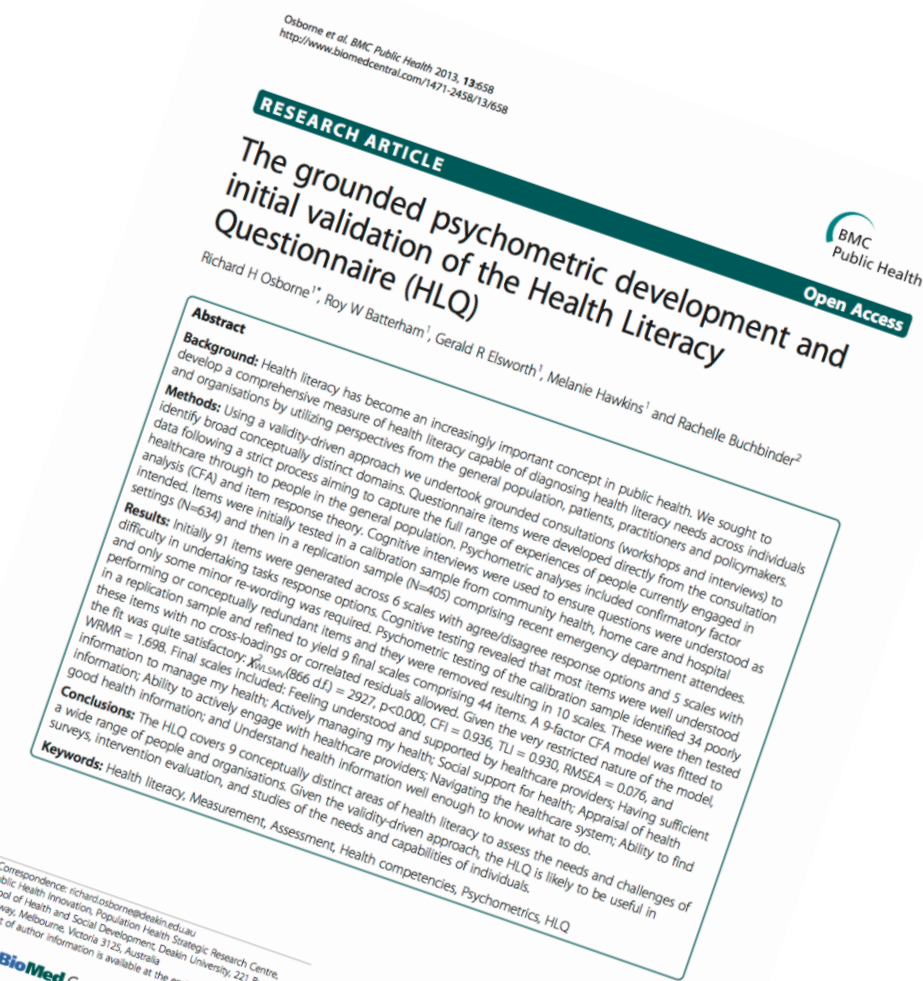 Osborne et al. BMC Public Health 2013, 13:658
http://www.biomedcentral.com/1471-2458/13/658
RESEARCH ARTICLE
Open Access
BMC
Public Health
The grounded psychometric development and
initial validation of the Health Literacy
Questionnaire (HLQ)
Richard H Osborne1*, Roy W Batterham1, Gerald R Elsworth1, Melanie Hawkins1 and Rachelle Buchbinder2
Abstract
Background: Health literacy has become an increasingly important concept in public health. We sought to
develop a comprehensive measure of health literacy capable of diagnosing health literacy needs across individuals
and organisations by utilizing perspectives from the general population, patients, practitioners and policymakers.
Methods: Using a validity-driven approach we undertook grounded consultations (workshops and interviews) to
identify broad conceptually distinct domains. Questionnaire items were developed directly from the consultation
data following a strict process aiming to capture the full range of experiences of people currently engaged in
healthcare through to people in the general population. Psychometric analyses included confirmatory factor
analysis (CFA) and item response theory. Cognitive interviews were used to ensure questions were understood as
intended. Items were initially tested in a calibration sample from community health, home care and hospital
settings (N=634) and then in a replication sample (N=405) comprising recent emergency department attendees.
Results: Initially 91 items were generated across 6 scales with agree/disagree response options and 5 scales with
difficulty in undertaking tasks response options. Cognitive testing revealed that most items were well understood
and only some minor re-wording was required. Psychometric testing of the calibration sample identified 34 poorly
performing or conceptually redundant items and they were removed resulting in 10 scales. These were then tested
in a replication sample and refined to yield 9 final scales comprising 44 items. A 9-factor CFA model was fitted to
these items with no cross-loadings or correlated residuals allowed. Given the very restricted nature of the model,
the fit was quite satisfactory: χ²WLSMV(866 d.f.) = 2927, p<0.000, CFI = 0.936, TLI = 0.930, RMSEA = 0.076, and
WRMR = 1.698. Final scales included: Feeling understood and supported by healthcare providers; Having sufficient
information to manage my health; Actively managing my health; Social support for health; Appraisal of health
information; Ability to actively engage with healthcare providers; Navigating the healthcare system; Ability to find
good health information; and Understand health information well enough to know what to do.
Conclusions: The HLQ covers 9 conceptually distinct areas of health literacy to assess the needs and challenges of
a wide range of people and organisations. Given the validity-driven approach, the HLQ is likely to be useful in
surveys, intervention evaluation, and studies of the needs and capabilities of individuals.
Keywords: Health literacy, Measurement, Assessment, Health competencies, Psychometrics, HLQ
Correspondence: richard.osborne@deakin.edu.au
Health Innovation, Population Health Strategic Research Centre,
of Health and Social Development, Deakin University, 221
Melbourne, Victoria 3125, Australia
of author information is available at the
BioMed